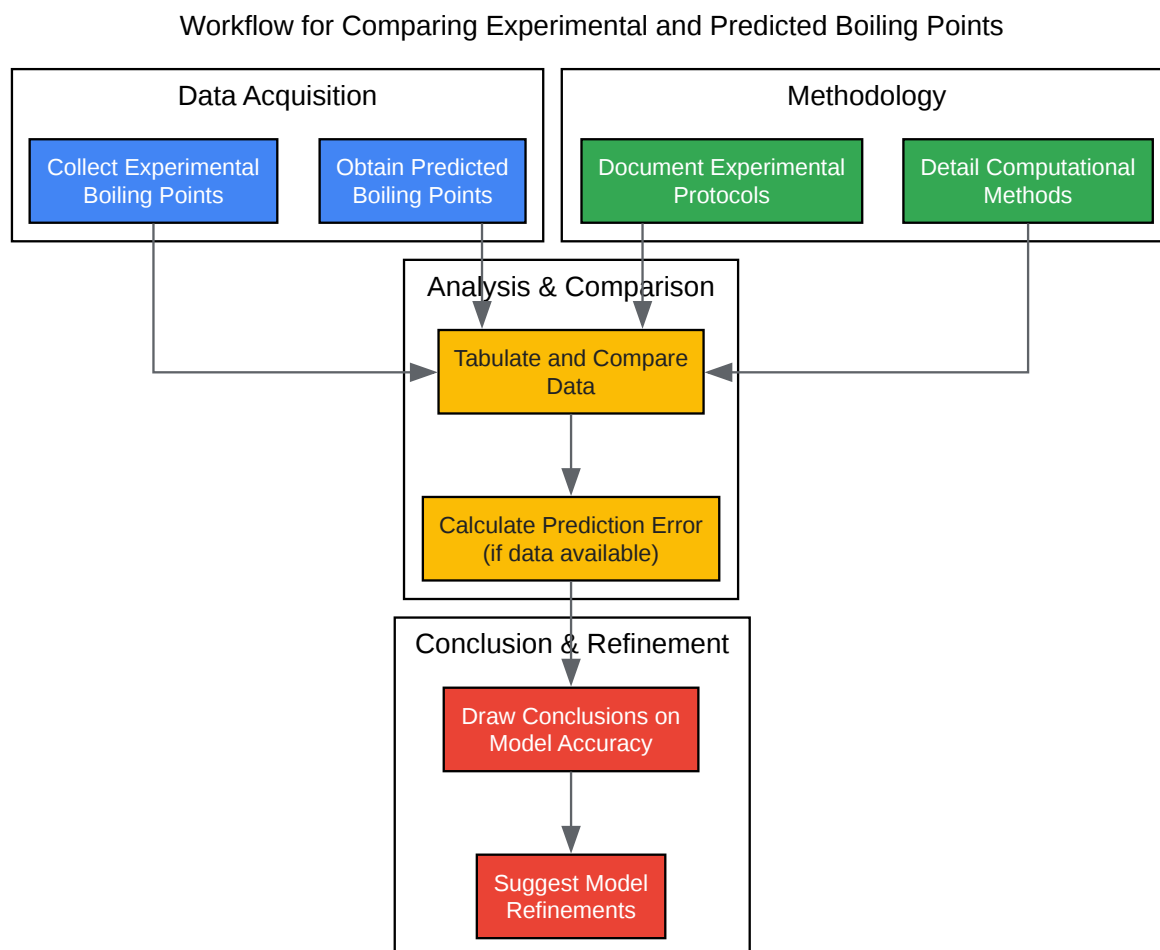 Workflow for Comparing Experimental and Predicted Boiling Points
Data Acquisition
Methodology
Collect Experimental
Boiling Points
Obtain Predicted
Boiling Points
Document Experimental
Protocols
Detail Computational
Methods
Analysis & Comparison
Tabulate and Compare
Data
Calculate Prediction Error
(if data available)
Conclusion & Refinement
Draw Conclusions on
Model Accuracy
Suggest Model
Refinements